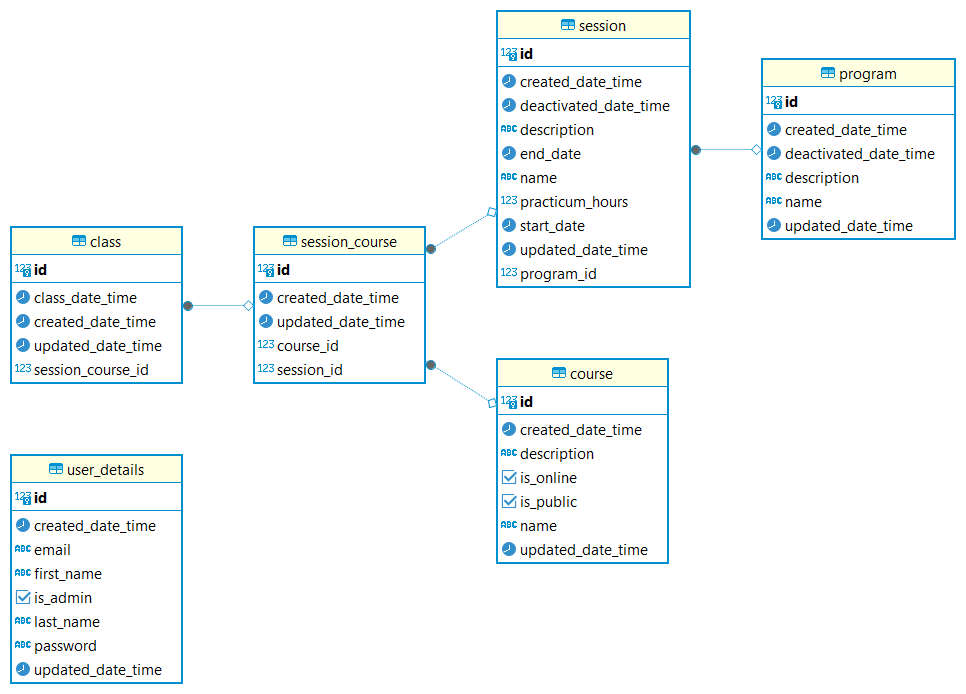 session
123 id
created_date_time
deactivated_date_time
ABC description
end_date
ABC name
123 practicum_hours
start_date
updated_date_time
123 program_id
program
123 id
created_date_time
deactivated_date_time
ABC description
ABC name
updated_date_time
class
123 id
class_date_time
created_date_time
updated_date_time
123 session_course_id
session_course
123 id
created_date_time
updated_date_time
123 course_id
123 session_id
course
123 id
created_date_time
ABC description
is_online
is_public
ABC name
updated_date_time
user_details
123 id
created_date_time
ABC email
ABC first_name
is_admin
ABC last_name
ABC password
updated_date_time